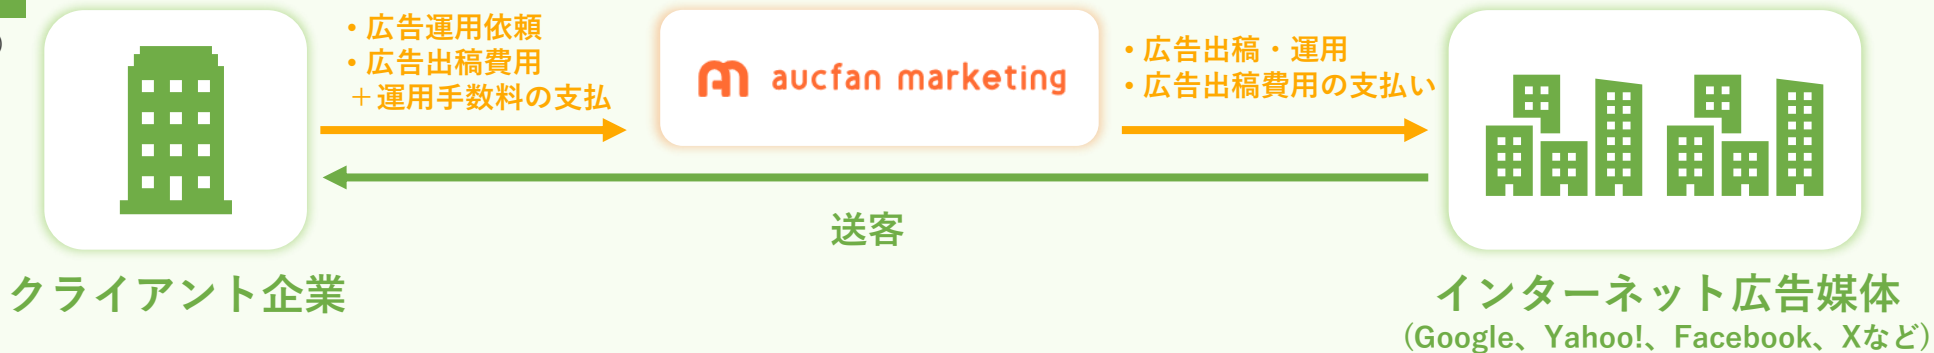 ・広告運用依頼
・広告出稿費用
＋運用手数料の支払
aucfan marketing
・広告出稿・運用
・広告出稿費用の支払い
送客
クライアント企業
インターネット広告媒体
(Google、Yahoo!、Facebook、Xなど)